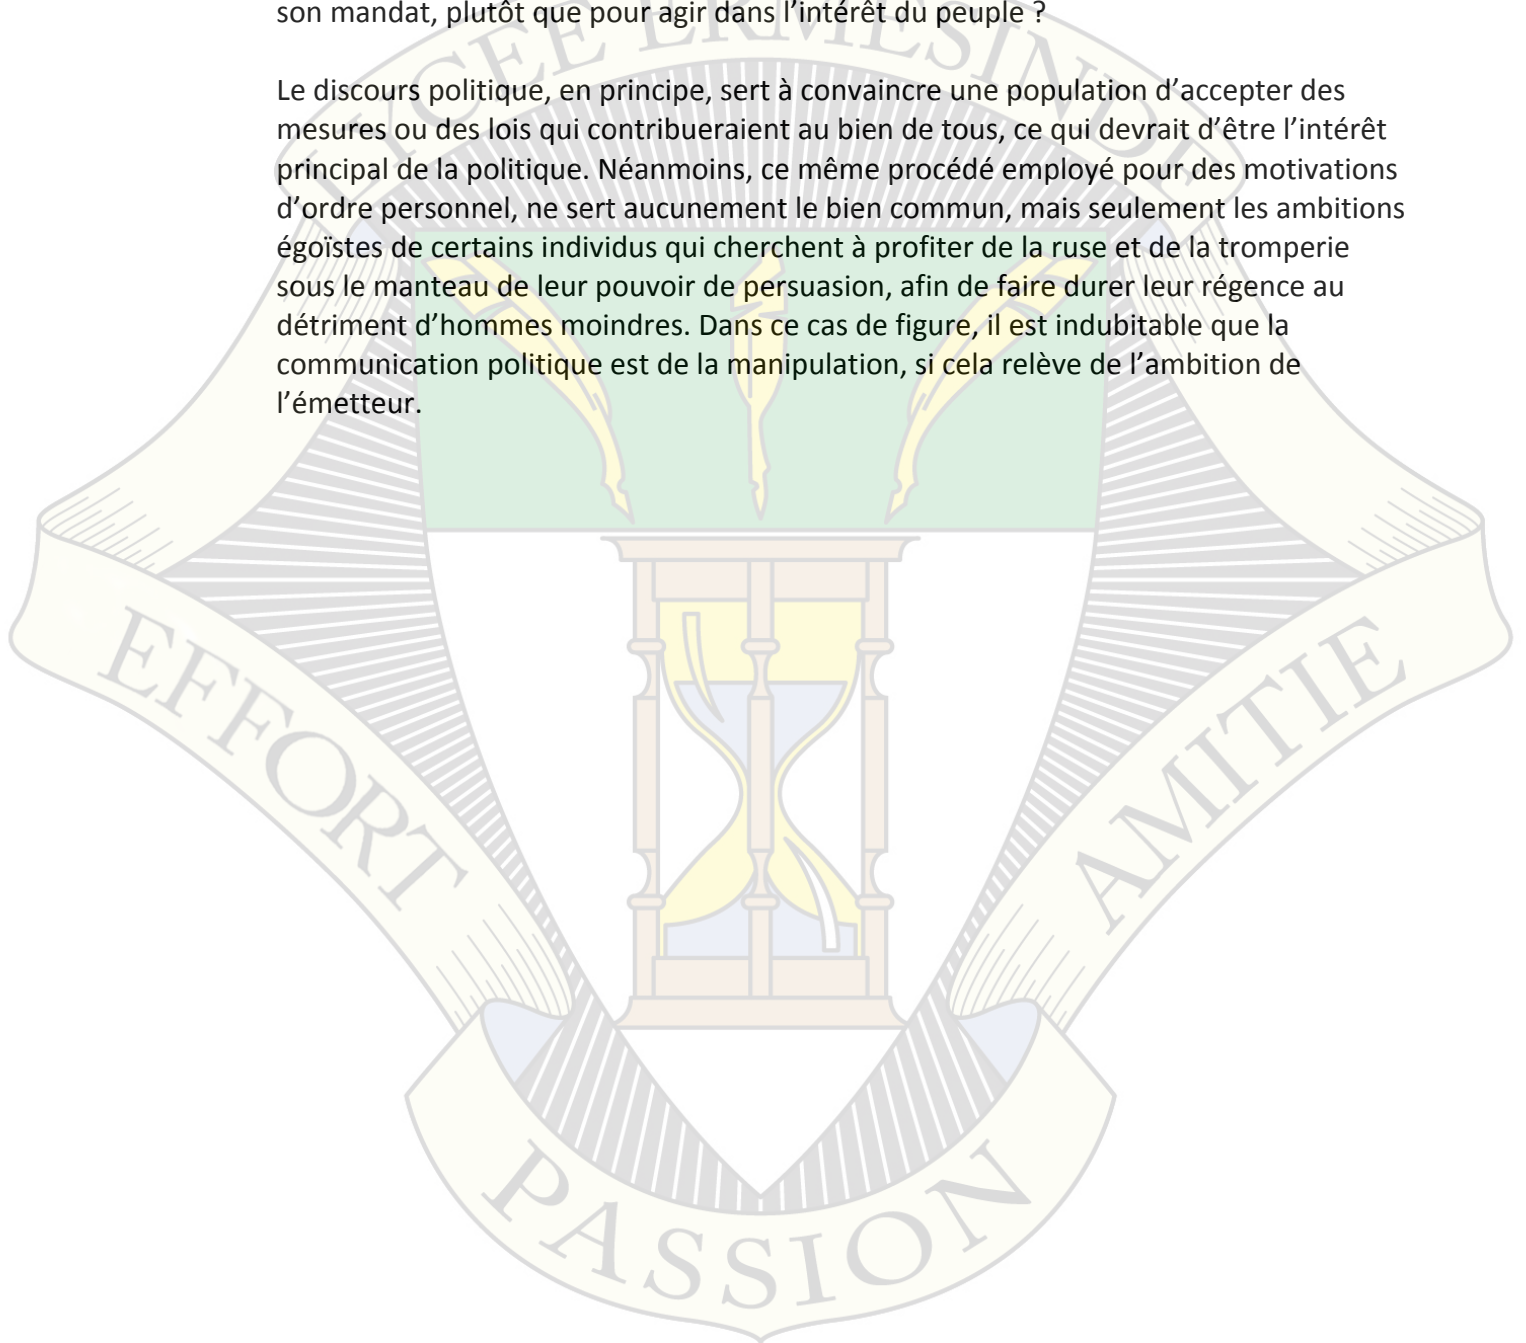 son mandat, plutôt que pour agir dans l’intérêt du peuple ?
LYCEE ERMESINDE
Le discours politique, en principe, sert à convaincre une population d’accepter des
mesures ou des lois qui contribueraient au bien de tous, ce qui devrait d’être l’intérêt
principal de la politique. Néanmoins, ce même procédé employé pour des motivations
d’ordre personnel, ne sert aucunement le bien commun, mais seulement les ambitions
égoïstes de certains individus qui cherchent à profiter de la ruse et de la tromperie
sous le manteau de leur pouvoir de persuasion, afin de faire durer leur régence au
détriment d’hommes moindres. Dans ce cas de figure, il est indubitable que la
communication politique est de la manipulation, si cela relève de l’ambition de
l’émetteur.
EFFORT
AMITIE
PASSION